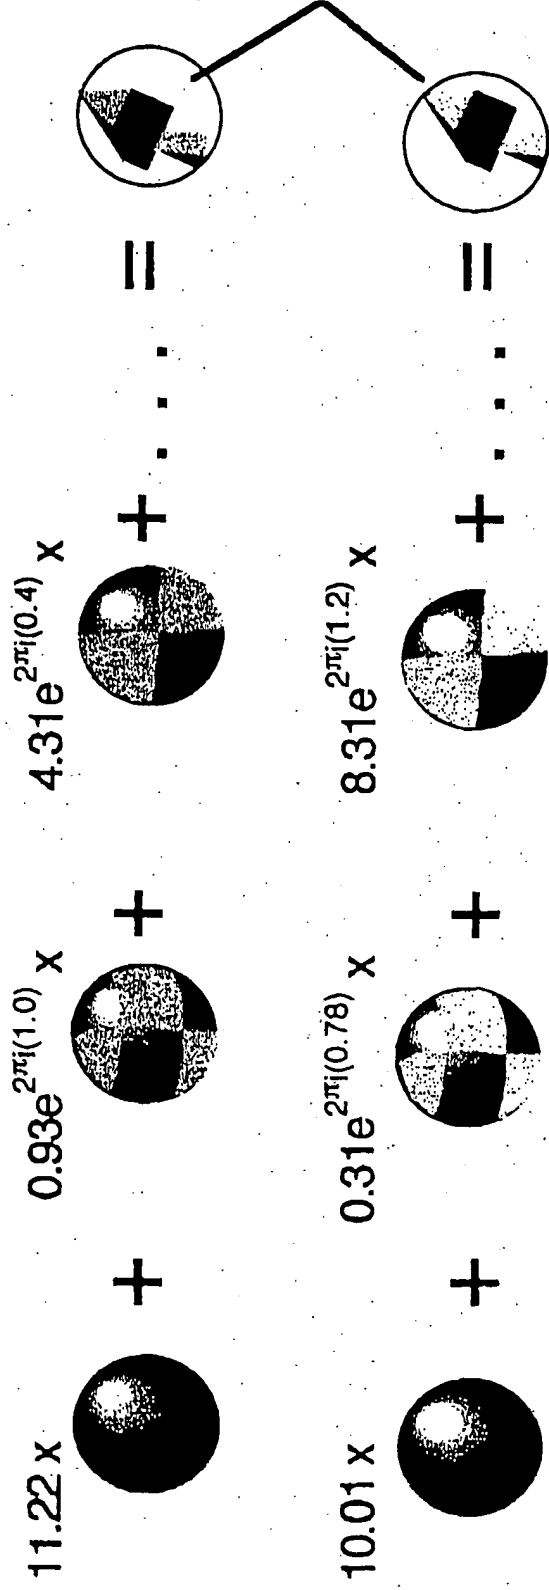 11.22 x + 0.93e^{2πi(1.0)} x + 4.31e^{2πi(0.4)} x + . . . =
10.01 x + 0.31e^{2πi(0.78)} x + 8.31e^{2πi(1.2)} x + . . . =